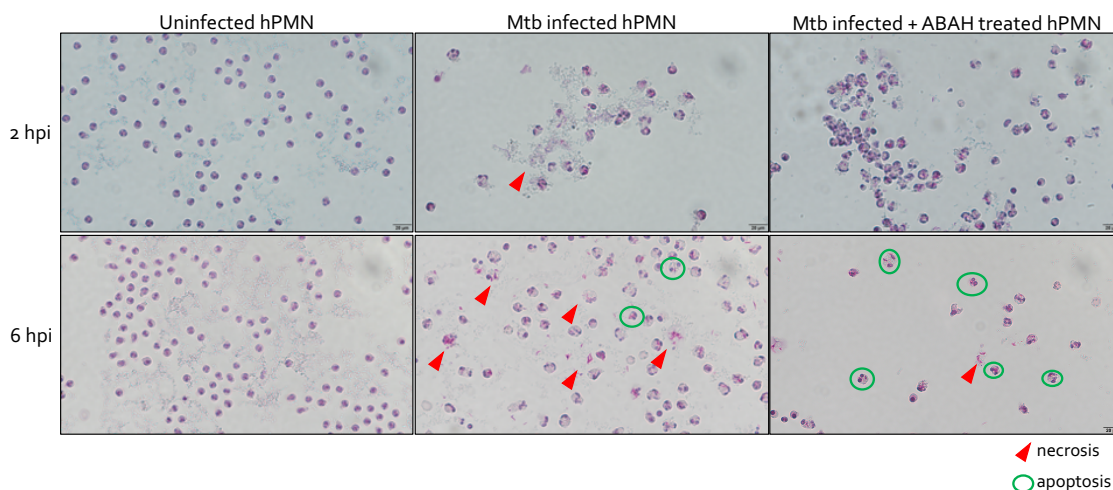 Uninfected hPMN
Mtb infected hPMN
Mtb infected + ABAH treated hPMN
2 hpi
6 hpi
necrosis
apoptosis